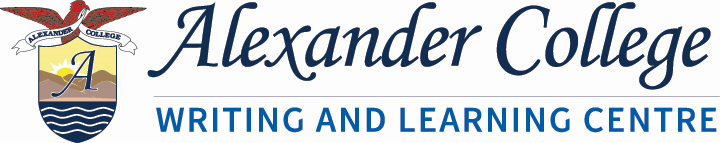 ALEXANDER COLLEGE
A
Alexander College
WRITING AND LEARNING CENTRE